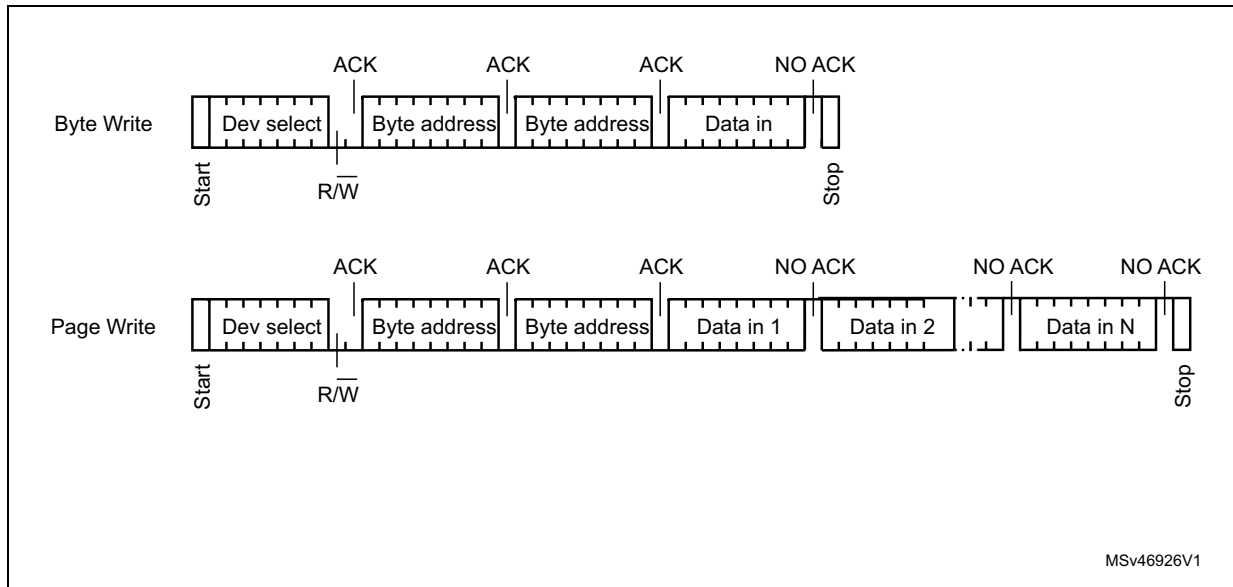 ACK ACK ACK NO ACK
Byte Write Dev select Byte address Byte address Data in
Start R/W̅ Stop
ACK ACK ACK NO ACK NO ACK NO ACK
Page Write Dev select Byte address Byte address Data in 1 Data in 2 Data in N
Start R/W̅ Stop
MSv46926V1